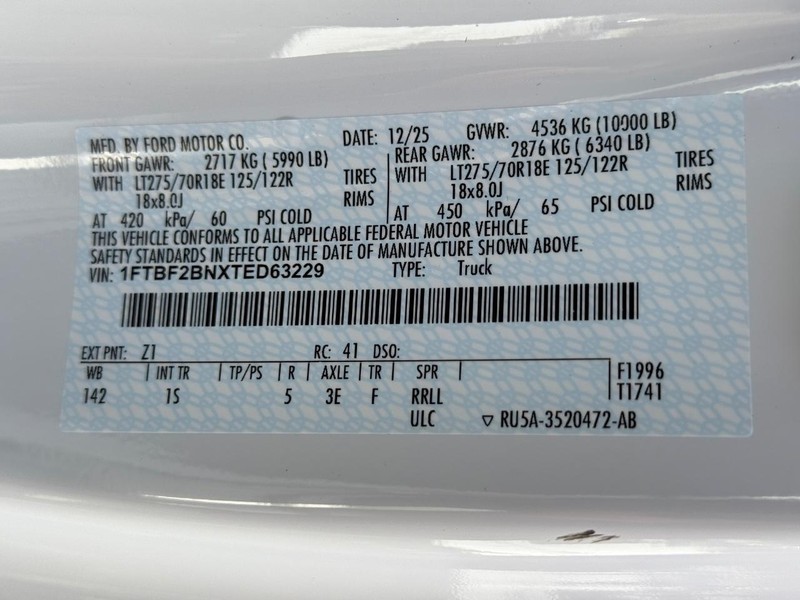 MFD. BY FORD MOTOR CO. DATE: 12/25 GVWR: 4536 KG (10000 LB)
FRONT GAWR: 2717 KG ( 5990 LB) REAR GAWR: 2876 KG ( 6340 LB)
WITH LT275/70R18E 125/122R TIRES WITH LT275/70R18E 125/122R TIRES
18x8.0J RIMS 18x8.0J RIMS
AT 420 kPa/ 60 PSI COLD AT 450 kPa/ 65 PSI COLD
THIS VEHICLE CONFORMS TO ALL APPLICABLE FEDERAL MOTOR VEHICLE
SAFETY STANDARDS IN EFFECT ON THE DATE OF MANUFACTURE SHOWN ABOVE.
VIN: 1FTBF2BNXTED63229 TYPE: Truck
EXT PNT: Z1 RC: 41 DSO:
WB INT TR TP/PS R AXLE TR SPR F1996
142 1S 5 3E F RRLL T1741
ULC ▽ RU5A-3520472-AB